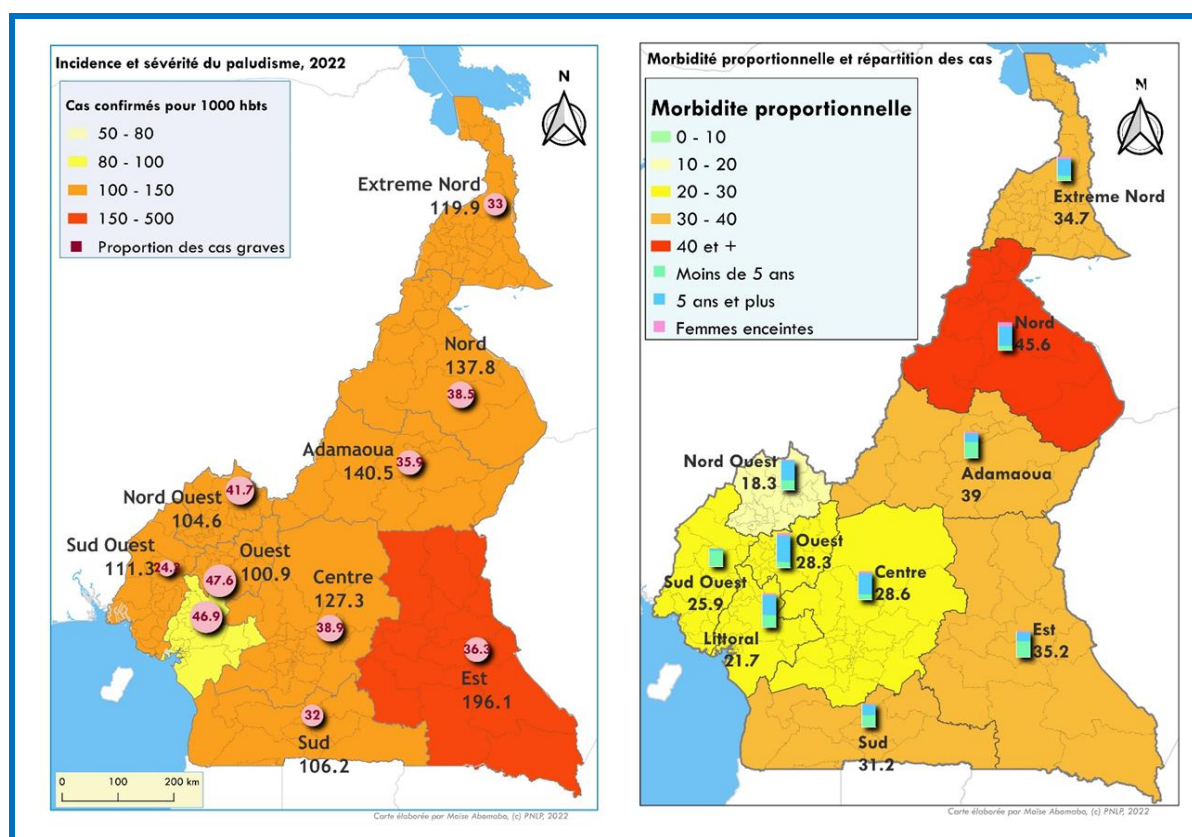 Incidence et sévérité du paludisme, 2022
Cas confirmés pour 1000 hbts
50 - 80
80 - 100
100 - 150
150 - 500
Proportion des cas graves
N
Extreme Nord
119.9
33
Nord
137.8
38.5
Adamaoua
140.5
35.9
Nord Ouest
104.6
41.7
Sud Ouest
111.3
24.3
Ouest
100.9
47.6
46.9
Centre
127.3
38.9
36.3
Est
196.1
32
Sud
106.2
0 100 200 km
Carte élaborée par Moïse Abomabo, (c) PNLP, 2022
Morbidité proportionnelle et répartition des cas
Morbidite proportionnelle
0 - 10
10 - 20
20 - 30
30 - 40
40 et +
Moins de 5 ans
5 ans et plus
Femmes enceintes
N
Extreme Nord
34.7
Nord
45.6
Adamaoua
39
Nord Ouest
18.3
Ouest
28.3
Sud Ouest
25.9
Centre
28.6
Littoral
21.7
Est
35.2
Sud
31.2
Carte élaborée par Moïse Abomabo, (c) PNLP, 2022